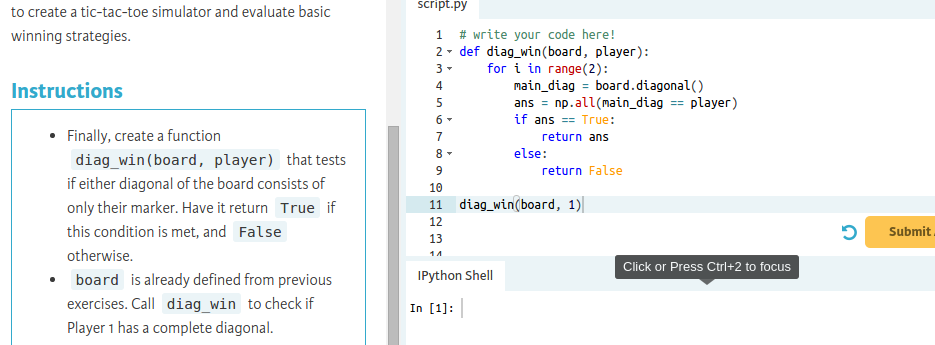 to create a tic-tac-toe simulator and evaluate basic
winning strategies.
Instructions
• Finally, create a function
diag_win(board, player) that tests
if either diagonal of the board consists of
only their marker. Have it return True if
this condition is met, and False
otherwise.
• board is already defined from previous
exercises. Call diag_win to check if
Player 1 has a complete diagonal.
script.py
1 # write your code here!
2 def diag_win(board, player):
3     for i in range(2):
4         main_diag = board.diagonal()
5         ans = np.all(main_diag == player)
6         if ans == True:
7             return ans
8         else:
9             return False
10
11 diag_win(board, 1)
12
13
14
Submit
IPython Shell
Click or Press Ctrl+2 to focus
In [1]: